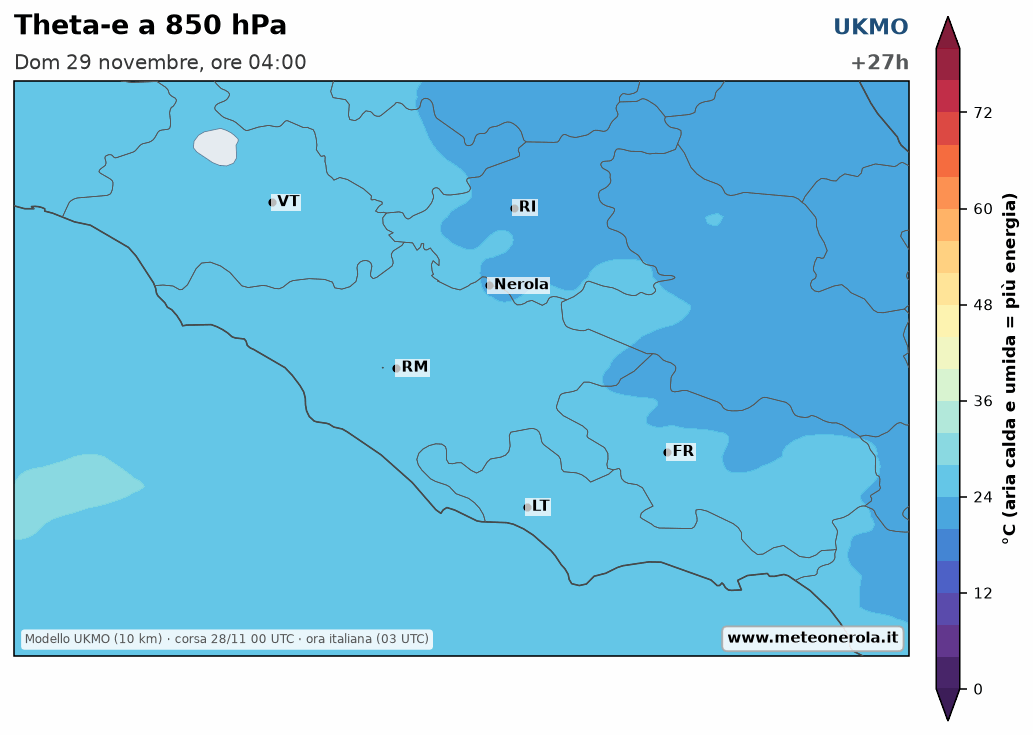 Theta-e a 850 hPa
UKMO
Dom 29 novembre, ore 04:00
+27h
VT
RI
Nerola
RM
FR
LT
72
60
48
36
24
12
0
°C (aria calda e umida = più energia)
Modello UKMO (10 km) · corsa 28/11 00 UTC · ora italiana (03 UTC)
www.meteonerola.it